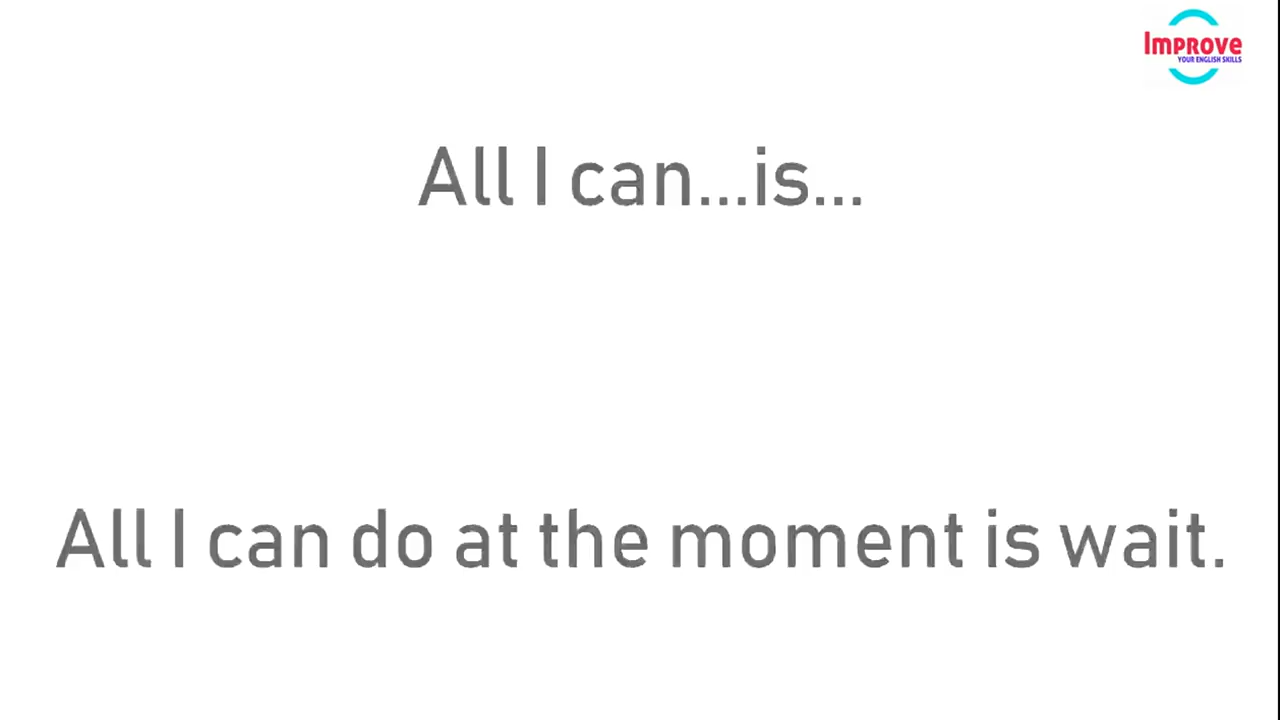 Improve
YOUR ENGLISH SKILLS
All I can...is...
All I can do at the moment is wait.